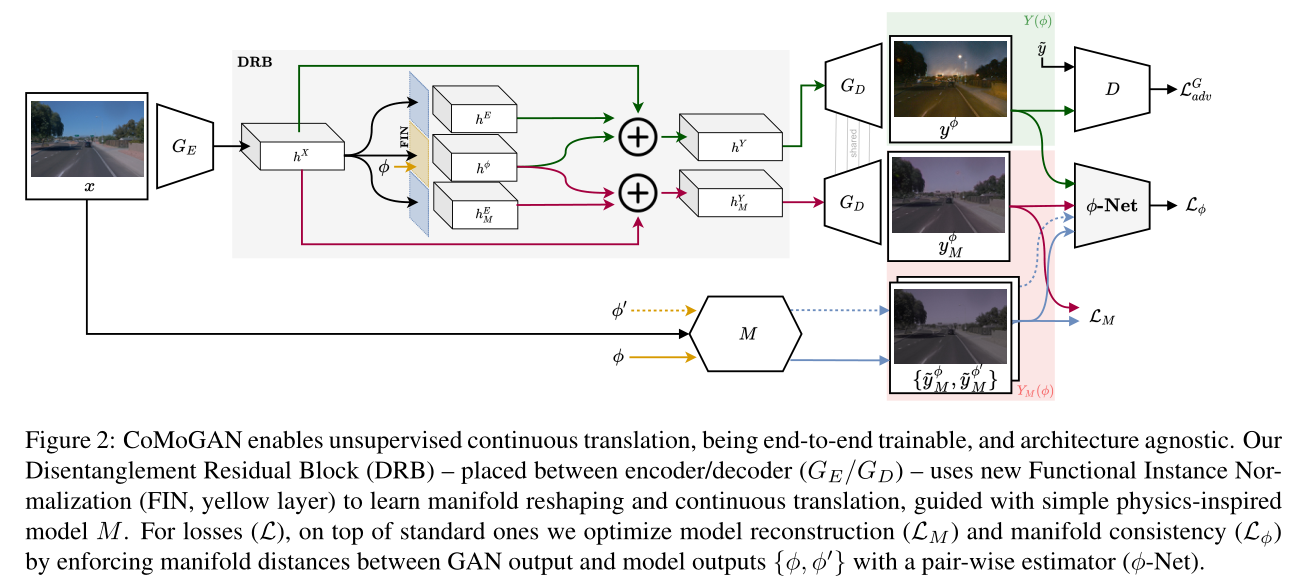 Y(ϕ)
DRB
ỹ
G_E
h^X
FIN
ϕ
h^E
h^ϕ
h^E_M
h^Y
h^Y_M
G_D
shared
G_D
x
y^ϕ
y^ϕ_M
D
ℒ^G_adv
ϕ-Net
ℒ_ϕ
ϕ′
M
ϕ
ℒ_M
{ỹ^ϕ_M, ỹ^ϕ′_M}
Y_M(ϕ)
Figure 2: CoMoGAN enables unsupervised continuous translation, being end-to-end trainable, and architecture agnostic. Our
Disentanglement Residual Block (DRB) – placed between encoder/decoder (G_E/G_D) – uses new Functional Instance Nor-
malization (FIN, yellow layer) to learn manifold reshaping and continuous translation, guided with simple physics-inspired
model M. For losses (ℒ), on top of standard ones we optimize model reconstruction (ℒ_M) and manifold consistency (ℒ_ϕ)
by enforcing manifold distances between GAN output and model outputs {ϕ, ϕ′} with a pair-wise estimator (ϕ-Net).